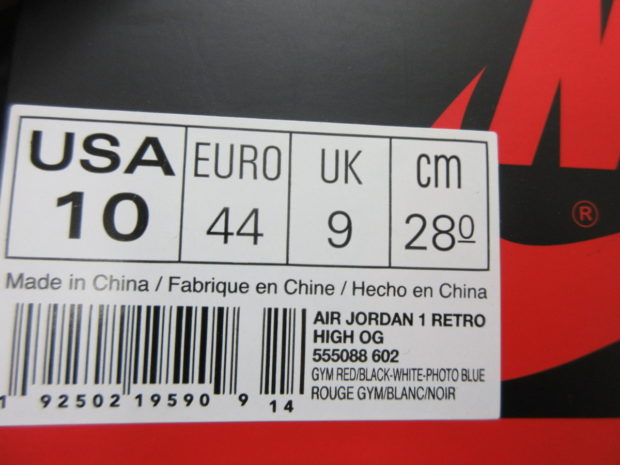 USA EURO UK cm
10 44 9 280
Made in China / Fabrique en Chine / Hecho en China
AIR JORDAN 1 RETRO
HIGH OG
555088 602
GYM RED/BLACK-WHITE-PHOTO BLUE
ROUGE GYM/BLANC/NOIR
1 92502 19590 9 14
®